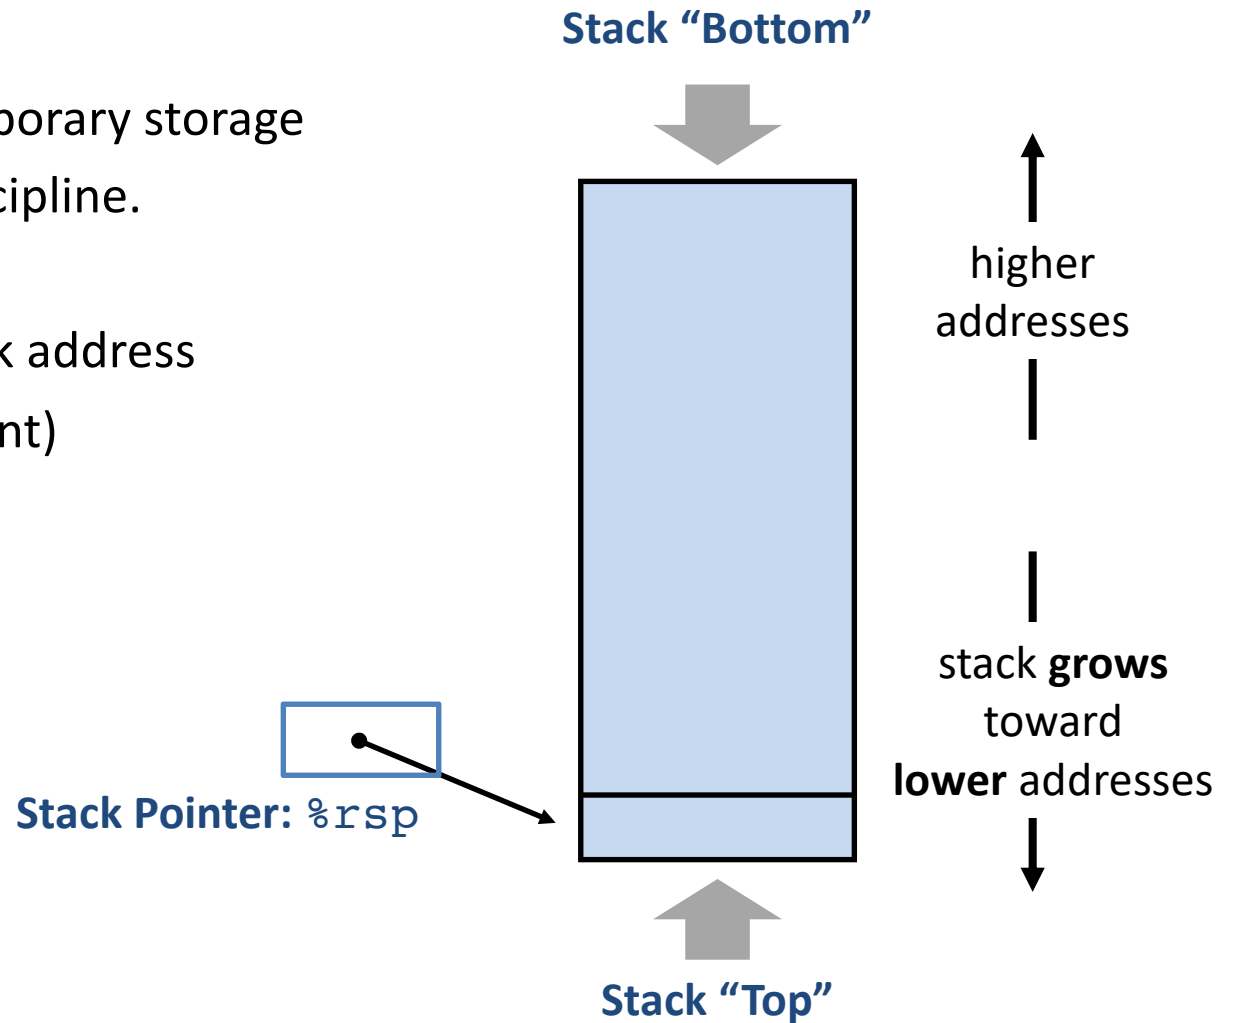 Stack “Bottom”
porary storage
cipline.
k address
nt)
higher
addresses
stack grows
toward
lower addresses
Stack Pointer: %rsp
Stack “Top”